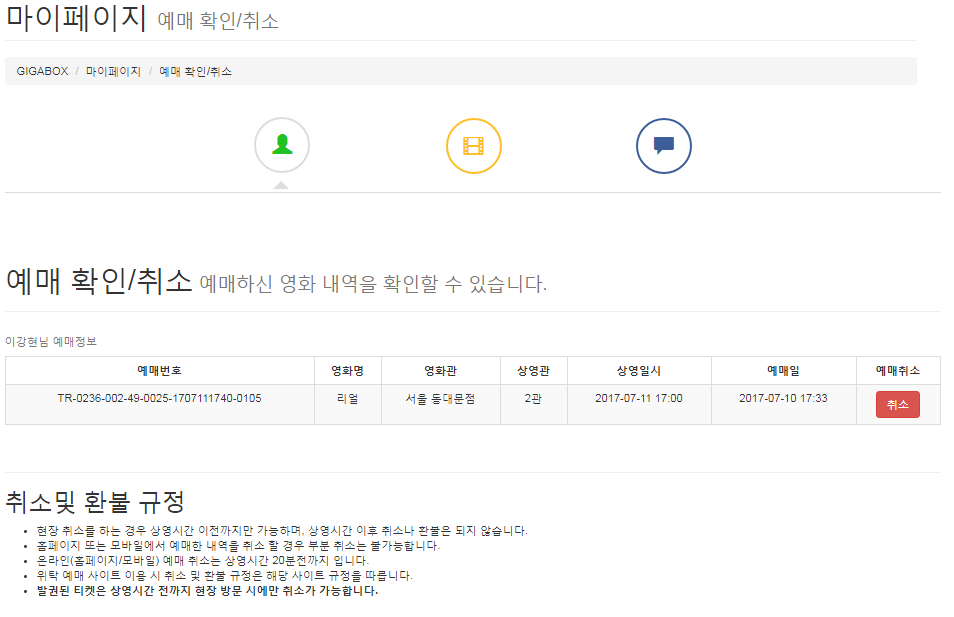 마이페이지 예매 확인/취소
GIGABOX / 마이페이지 / 예매 확인/취소
예매 확인/취소 예매하신 영화 내역을 확인할 수 있습니다.
이강현님 예매정보
예매번호 영화명 영화관 상영관 상영일시 예매일 예매취소
TR-0236-002-49-0025-1707111740-0105 리얼 서울 동대문점 2관 2017-07-11 17:00 2017-07-10 17:33 취소
취소및 환불 규정
• 현장 취소를 하는 경우 상영시간 이전까지만 가능하며, 상영시간 이후 취소나 환불은 되지 않습니다.
• 홈페이지 또는 모바일에서 예매한 내역을 취소 할 경우 부분 취소는 불가능합니다.
• 온라인(홈페이지/모바일) 예매 취소는 상영시간 20분전까지 입니다.
• 위탁 예매 사이트 이용 시 취소 및 환불 규정은 해당 사이트 규정을 따릅니다.
• 발권된 티켓은 상영시간 전까지 현장 방문 시에만 취소가 가능합니다.